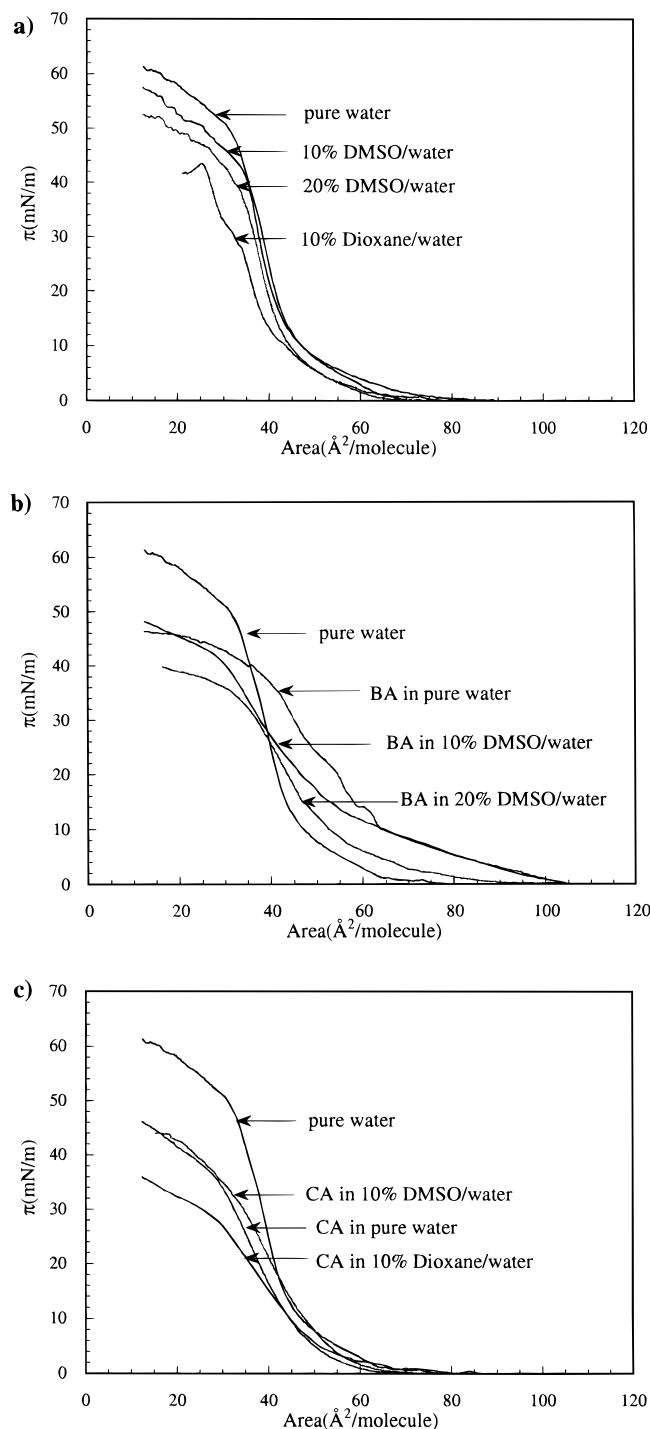 a)
70
60
50
40
30
20
10
0
π(mN/m)
pure water
10% DMSO/water
20% DMSO/water
10% Dioxane/water
0 20 40 60 80 100 120
Area(Å²/molecule)
b)
70
60
50
40
30
20
10
0
π(mN/m)
pure water
BA in pure water
BA in 10% DMSO/water
BA in 20% DMSO/water
0 20 40 60 80 100 120
Area(Å²/molecule)
c)
70
60
50
40
30
20
10
0
π(mN/m)
pure water
CA in 10% DMSO/water
CA in pure water
CA in 10% Dioxane/water
0 20 40 60 80 100 120
Area(Å²/molecule)